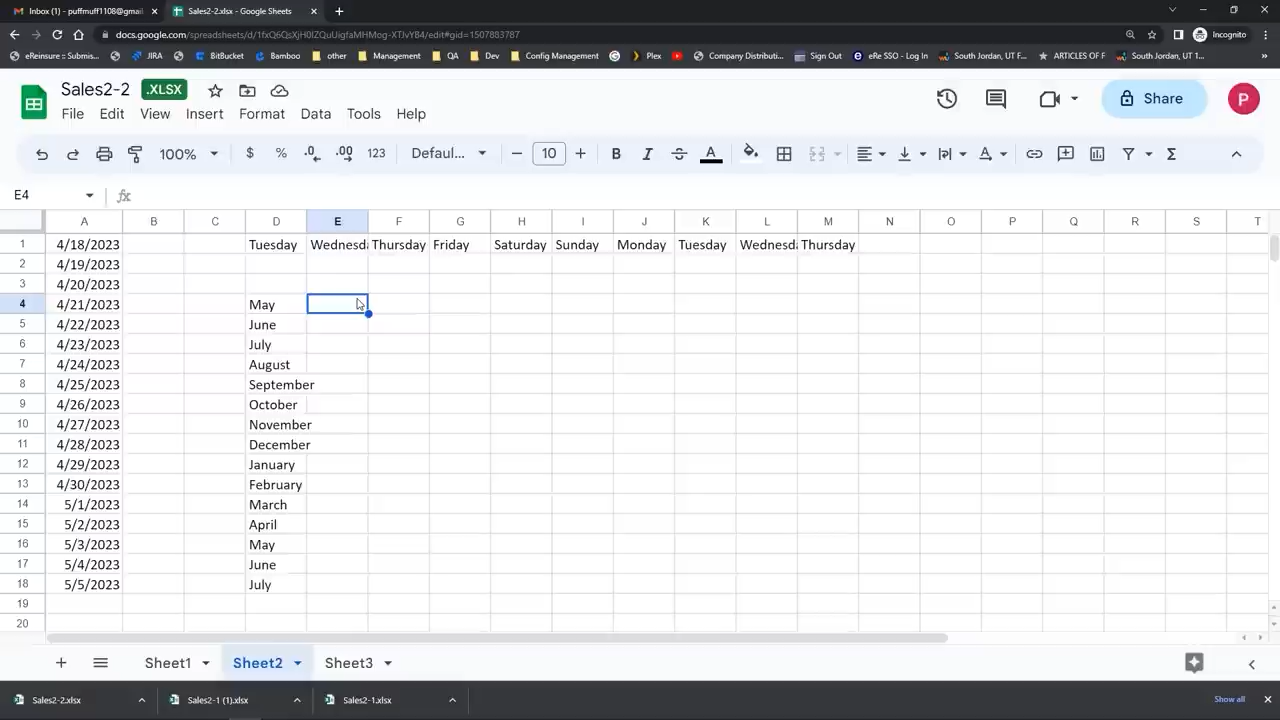 Inbox (1) - puffmuff1108@gmail
Sales2-2.xlsx - Google Sheets
docs.google.com/spreadsheets/d/1fxQ6QsXjH0IZQuUigfaMHMog-XTJvY84/edit#gid=1507883787
Incognito
eReinsure :: Submiss... JIRA BitBucket Bamboo other Management QA Dev Config Management Plex Company Distributi... Sign Out eRe SSO - Log In South Jordan, UT F... ARTICLES OF F South Jordan, UT 1...
Sales2-2 .XLSX
Share P
File Edit View Insert Format Data Tools Help
100% $ % .0 .00 123 Defaul... 10 B I A
E4 fx
A B C D E F G H I J K L M N O P Q R S T
1 4/18/2023 Tuesday Wednesd Thursday Friday Saturday Sunday Monday Tuesday Wednesd Thursday
2 4/19/2023
3 4/20/2023
4 4/21/2023 May
5 4/22/2023 June
6 4/23/2023 July
7 4/24/2023 August
8 4/25/2023 September
9 4/26/2023 October
10 4/27/2023 November
11 4/28/2023 December
12 4/29/2023 January
13 4/30/2023 February
14 5/1/2023 March
15 5/2/2023 April
16 5/3/2023 May
17 5/4/2023 June
18 5/5/2023 July
19
20
Sheet1 Sheet2 Sheet3
Sales2-2.xlsx Sales2-1 (1).xlsx Sales2-1.xlsx Show all